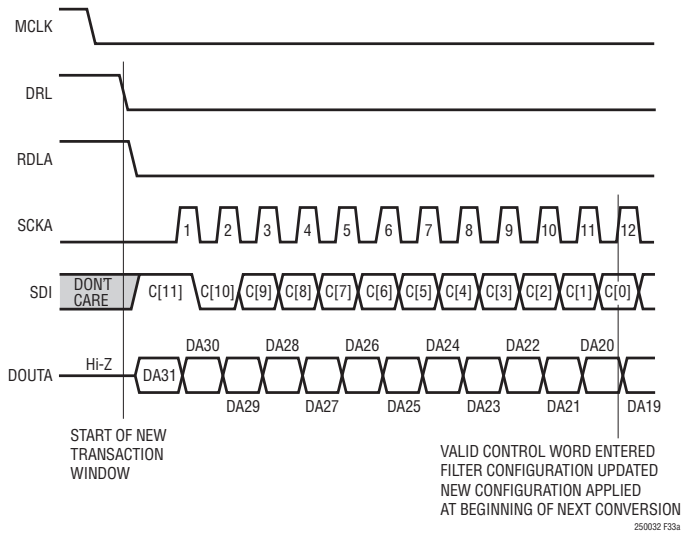 MCLK
DRL
RDLA
SCKA
1 2 3 4 5 6 7 8 9 10 11 12
SDI
DON'T
CARE
C[11] C[10] C[9] C[8] C[7] C[6] C[5] C[4] C[3] C[2] C[1] C[0]
DA30 DA28 DA26 DA24 DA22 DA20
DOUTA Hi-Z DA31
DA29 DA27 DA25 DA23 DA21 DA19
START OF NEW
TRANSACTION
WINDOW
VALID CONTROL WORD ENTERED
FILTER CONFIGURATION UPDATED
NEW CONFIGURATION APPLIED
AT BEGINNING OF NEXT CONVERSION
250032 F33a